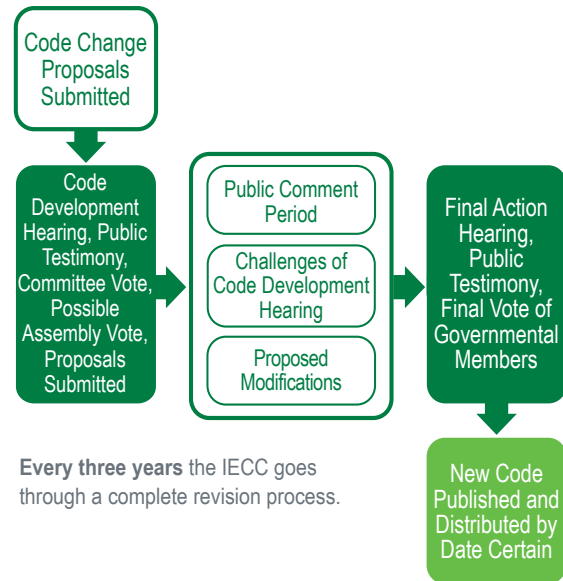 Code Change
Proposals
Submitted
Code
Development
Hearing, Public
Testimony,
Committee Vote,
Possible
Assembly Vote,
Proposals
Submitted
Public Comment
Period
Challenges of
Code Development
Hearing
Proposed
Modifications
Final Action
Hearing,
Public
Testimony,
Final Vote of
Governmental
Members
Every three years the IECC goes
through a complete revision process.
New Code
Published and
Distributed by
Date Certain